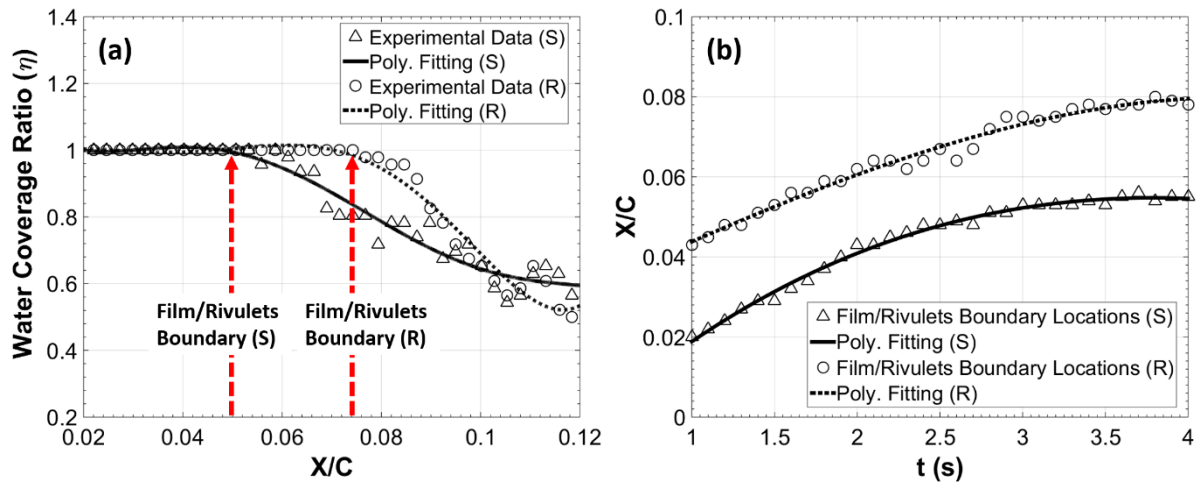 (a)
Experimental Data (S)
Poly. Fitting (S)
Experimental Data (R)
Poly. Fitting (R)
Water Coverage Ratio (η)
1.4
1.2
1
0.8
0.6
0.4
0.2
Film/Rivulets
Boundary (S)
Film/Rivulets
Boundary (R)
0.02
0.04
0.06
0.08
0.1
0.12
X/C
(b)
X/C
0.1
0.08
0.06
0.04
0.02
0
Film/Rivulets Boundary Locations (S)
Poly. Fitting (S)
Film/Rivulets Boundary Locations (R)
Poly. Fitting (R)
1
1.5
2
2.5
3
3.5
4
t (s)